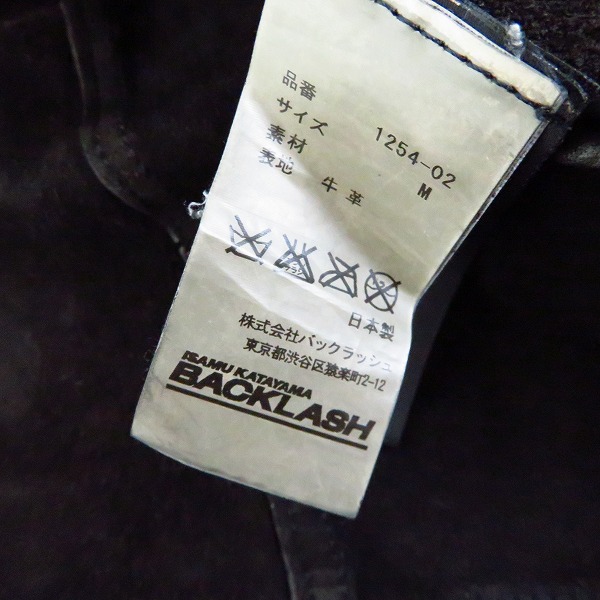 品番 1254-02
サイズ M
素材
表地 牛革
日本製
株式会社バックラッシュ
東京都渋谷区猿楽町2-12
ISAMU KATAYAMA
BACKLASH